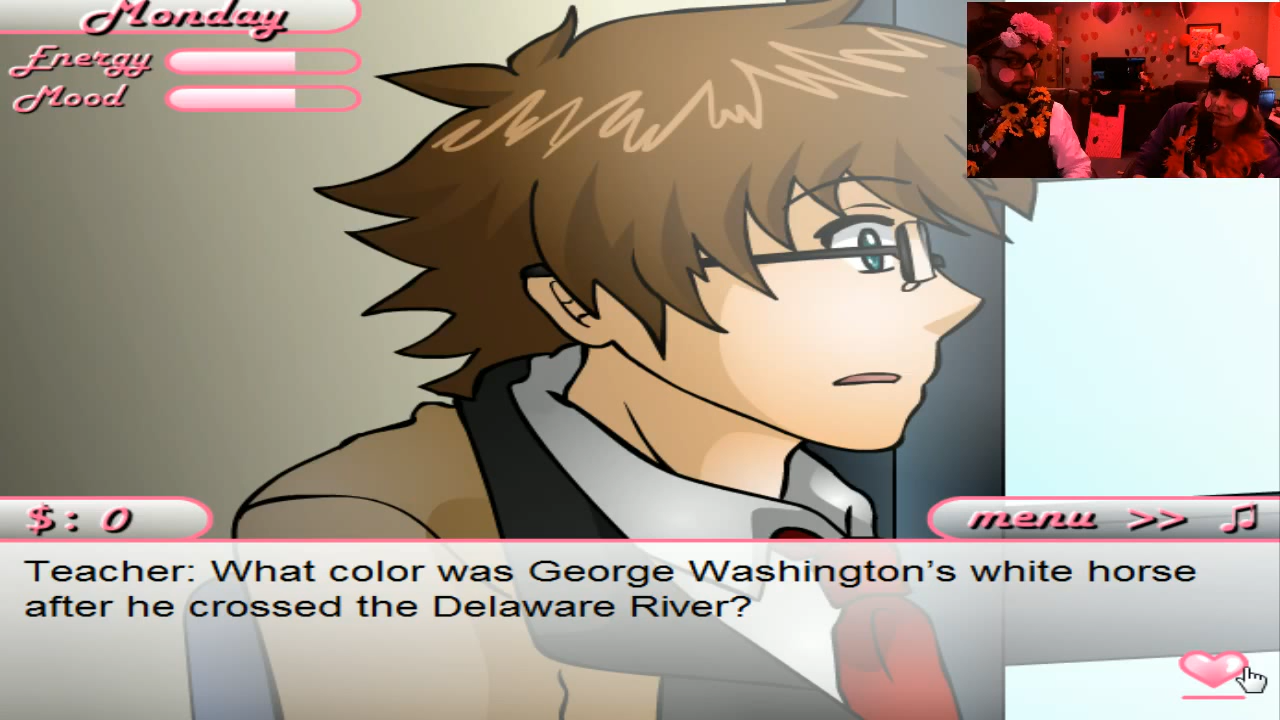 Monday
Energy
Mood
$: 0
menu >> ♫
Teacher: What color was George Washington’s white horse
after he crossed the Delaware River?